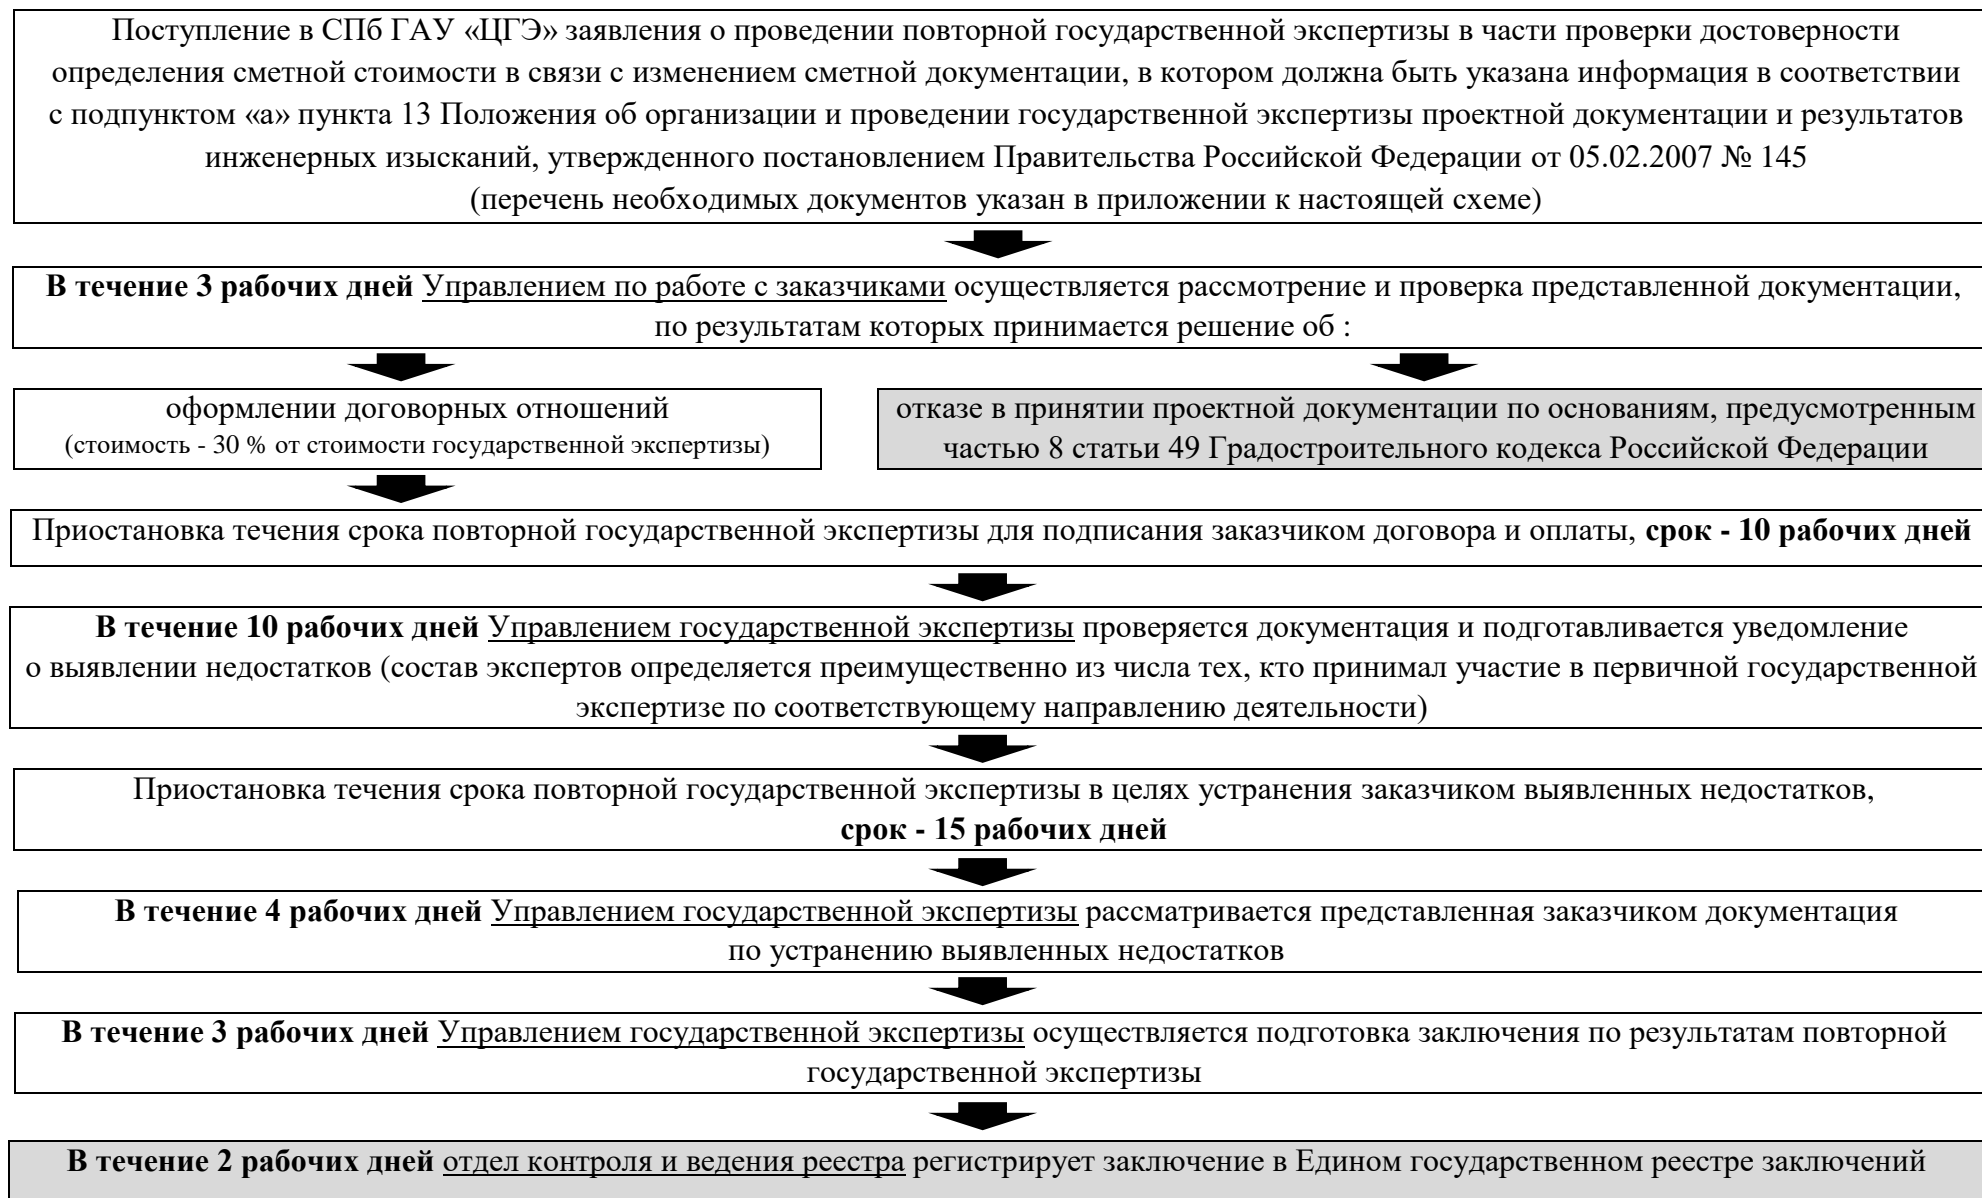 Поступление в СПб ГАУ «ЦГЭ» заявления о проведении повторной государственной экспертизы в части проверки достоверности
определения сметной стоимости в связи с изменением сметной документации, в котором должна быть указана информация в соответствии
с подпунктом «а» пункта 13 Положения об организации и проведении государственной экспертизы проектной документации и результатов
инженерных изысканий, утвержденного постановлением Правительства Российской Федерации от 05.02.2007 № 145
(перечень необходимых документов указан в приложении к настоящей схеме)
В течение 3 рабочих дней Управлением по работе с заказчиками осуществляется рассмотрение и проверка представленной документации,
по результатам которых принимается решение об :
оформлении договорных отношений
(стоимость - 30 % от стоимости государственной экспертизы)
отказе в принятии проектной документации по основаниям, предусмотренным
частью 8 статьи 49 Градостроительного кодекса Российской Федерации
Приостановка течения срока повторной государственной экспертизы для подписания заказчиком договора и оплаты, срок - 10 рабочих дней
В течение 10 рабочих дней Управлением государственной экспертизы проверяется документация и подготавливается уведомление
о выявлении недостатков (состав экспертов определяется преимущественно из числа тех, кто принимал участие в первичной государственной
экспертизе по соответствующему направлению деятельности)
Приостановка течения срока повторной государственной экспертизы в целях устранения заказчиком выявленных недостатков,
срок - 15 рабочих дней
В течение 4 рабочих дней Управлением государственной экспертизы рассматривается представленная заказчиком документация
по устранению выявленных недостатков
В течение 3 рабочих дней Управлением государственной экспертизы осуществляется подготовка заключения по результатам повторной
государственной экспертизы
В течение 2 рабочих дней отдел контроля и ведения реестра регистрирует заключение в Едином государственном реестре заключений